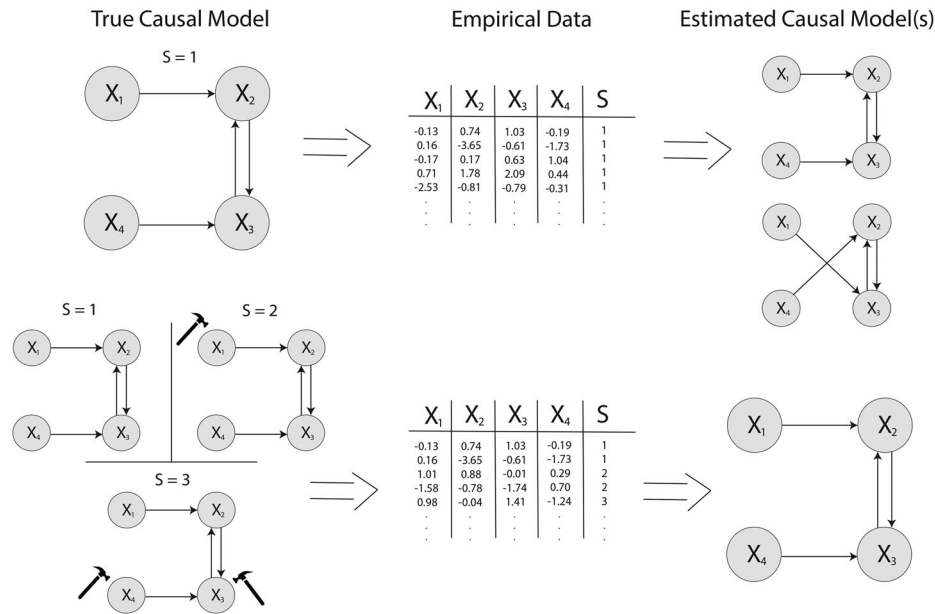 True Causal Model
Empirical Data
Estimated Causal Model(s)
S = 1
X₁
X₂
X₄
X₃
X₁ X₂ X₃ X₄ S
-0.13 0.74 1.03 -0.19 1
0.16 -3.65 -0.61 -1.73 1
-0.17 0.17 0.63 1.04 1
0.71 1.78 2.09 0.44 1
-2.53 -0.81 -0.79 -0.31 1
. . . . .
. . . . .
. . . . .
X₁ X₂
X₄ X₃
X₁ X₂
X₄ X₃
S = 1
X₁ X₂
X₄ X₃
S = 2
X₁ X₂
X₄ X₃
S = 3
X₁ X₂
X₄ X₃
X₁ X₂ X₃ X₄ S
-0.13 0.74 1.03 -0.19 1
0.16 -3.65 -0.61 -1.73 1
1.01 0.88 -0.01 0.29 2
-1.58 -0.78 -1.74 0.70 2
0.98 -0.04 1.41 -1.24 3
. . . . .
. . . . .
. . . . .
X₁ X₂
X₄ X₃